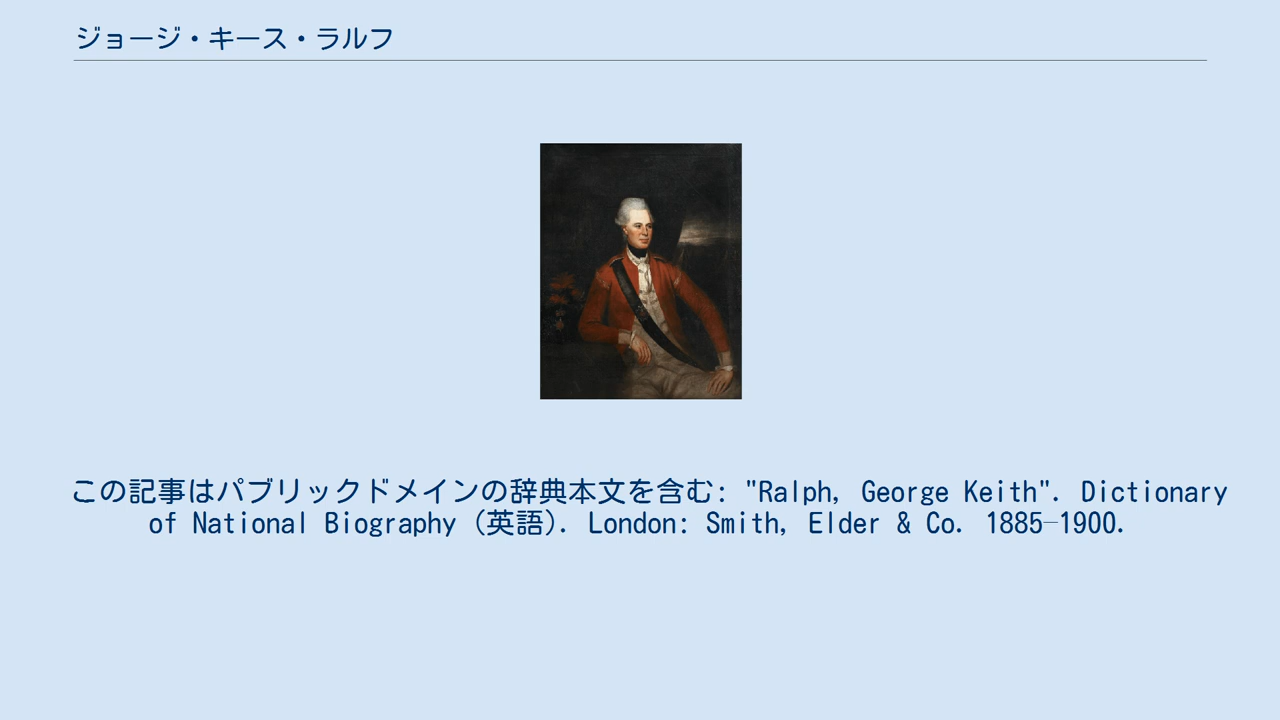 ジョージ・キース・ラルフ
この記事はパブリックドメインの辞典本文を含む: "Ralph, George Keith". Dictionary
of National Biography (英語). London: Smith, Elder & Co. 1885–1900.